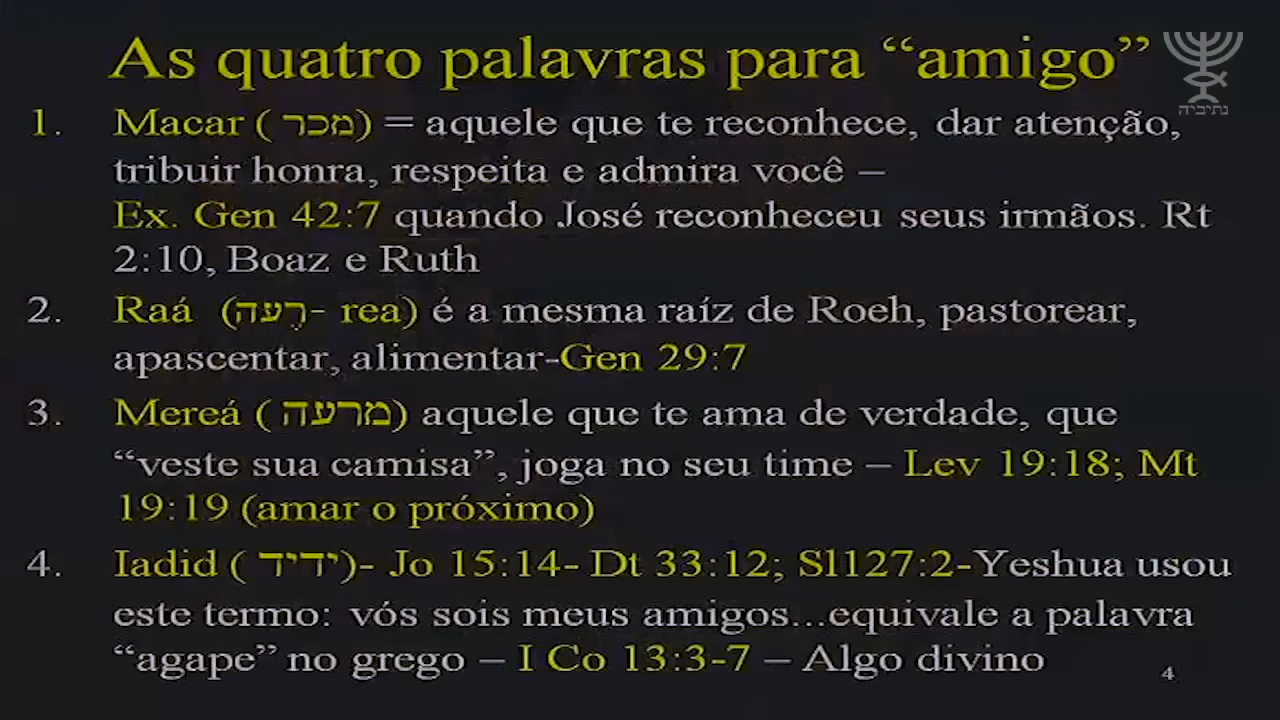 As quatro palavras para “amigo”
נתיביה
1. Macar ( מכר) = aquele que te reconhece, dar atenção,
tribuir honra, respeita e admira você –
Ex. Gen 42:7 quando José reconheceu seus irmãos. Rt
2:10, Boaz e Ruth
2. Raá (רֶעה- rea) é a mesma raíz de Roeh, pastorear,
apascentar, alimentar-Gen 29:7
3. Mereá ( מרעה) aquele que te ama de verdade, que
“veste sua camisa”, joga no seu time – Lev 19:18; Mt
19:19 (amar o próximo)
4. Iadid ( ידיד)- Jo 15:14- Dt 33:12; Sl127:2-Yeshua usou
este termo: vós sois meus amigos...equivale a palavra
“agape” no grego – I Co 13:3-7 – Algo divino
4